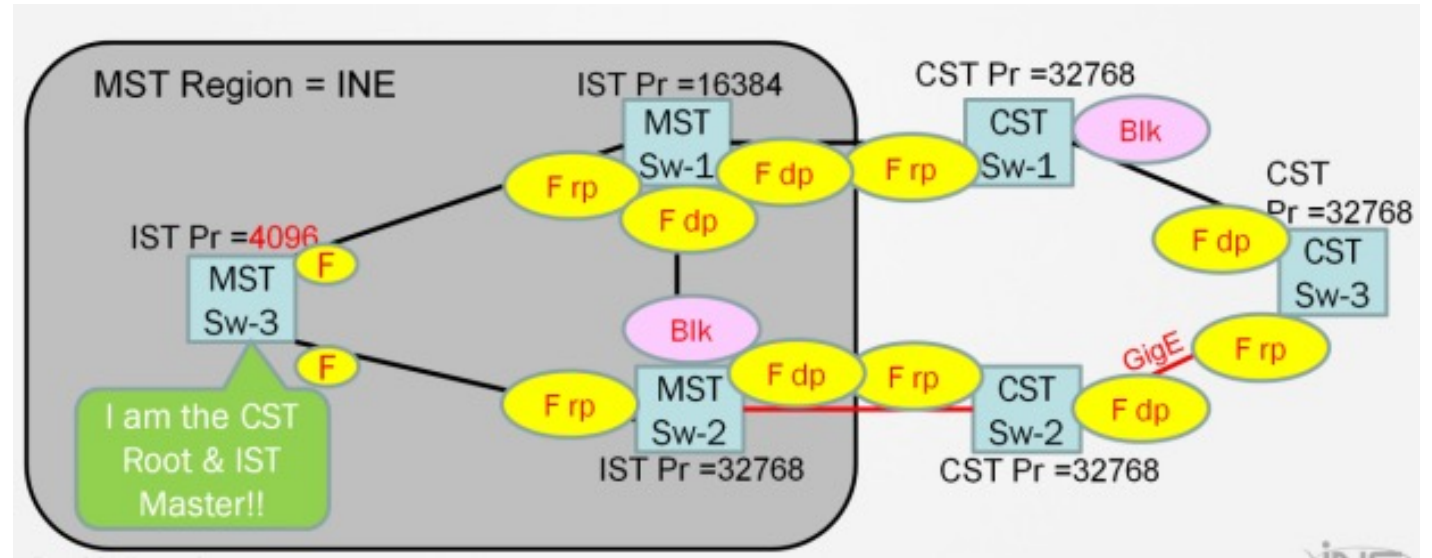 MST Region = INE
IST Pr =16384
CST Pr =32768
MST
Sw-1
CST
Sw-1
Blk
F rp
F dp
F rp
F dp
CST
Pr =32768
F dp
CST
Sw-3
IST Pr =4096
F
MST
Sw-3
F
Blk
F dp
F rp
GigE
F rp
F rp
MST
Sw-2
CST
Sw-2
F dp
IST Pr =32768
CST Pr =32768
I am the CST
Root & IST
Master!!